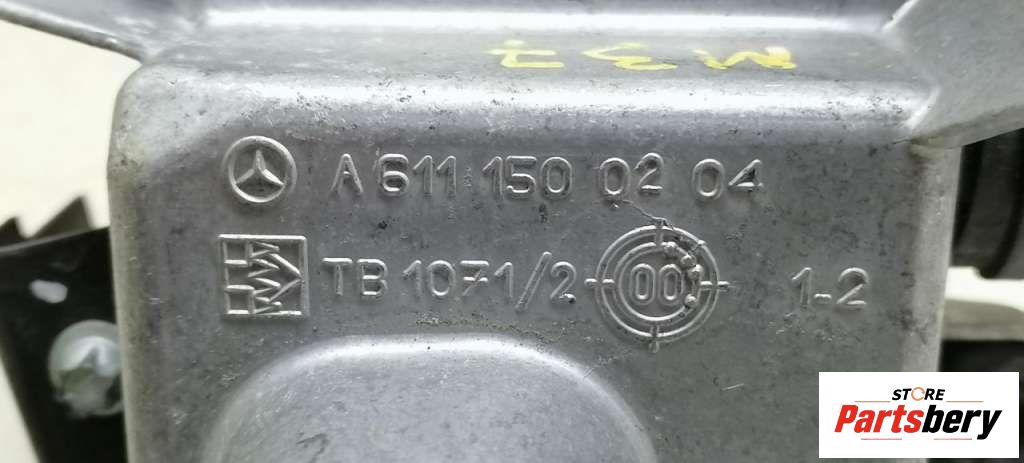 A 611 150 02 04
TB 1071/2 00 1-2
STORE
Partsbery